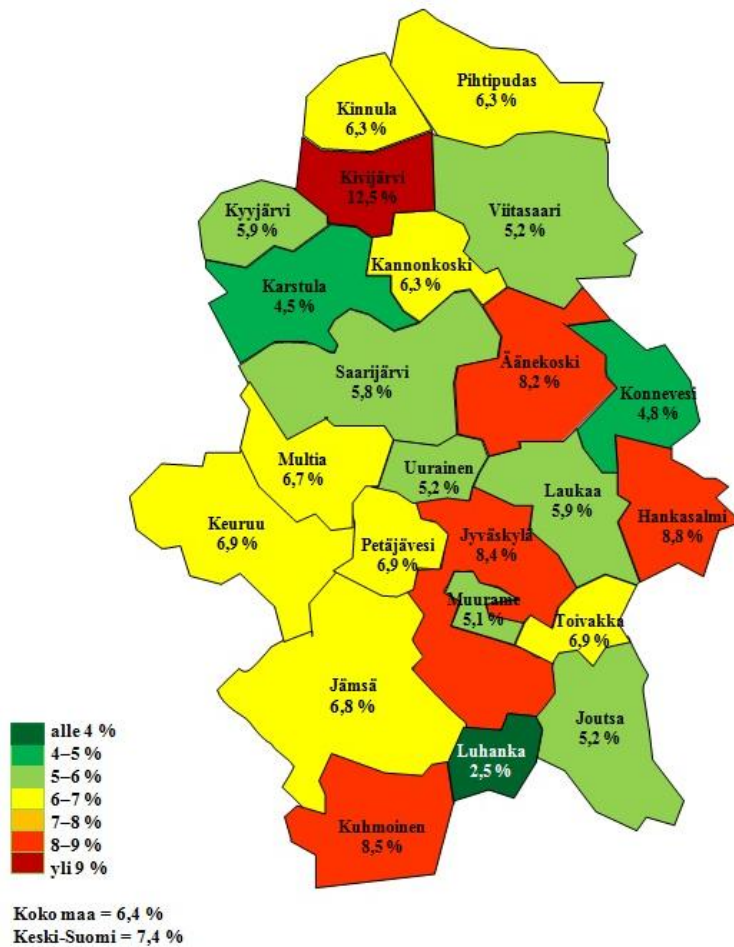 Pihtipudas
6,3 %
Kinnula
6,3 %
Kivijärvi
12,5 %
Kyyjärvi
5,9 %
Viitasaari
5,2 %
Kannonkoski
6,3 %
Karstula
4,5 %
Äänekoski
8,2 %
Saarijärvi
5,8 %
Konnevesi
4,8 %
Multia
6,7 %
Uurainen
5,2 %
Laukaa
5,9 %
Hankasalmi
8,8 %
Keuruu
6,9 %
Petäjävesi
6,9 %
Jyväskylä
8,4 %
Muurame
5,1 %
Toivakka
6,9 %
Jämsä
6,8 %
Joutsa
5,2 %
Luhanka
2,5 %
Kuhmoinen
8,5 %
alle 4 %
4–5 %
5–6 %
6–7 %
7–8 %
8–9 %
yli 9 %
Koko maa = 6,4 %
Keski-Suomi = 7,4 %